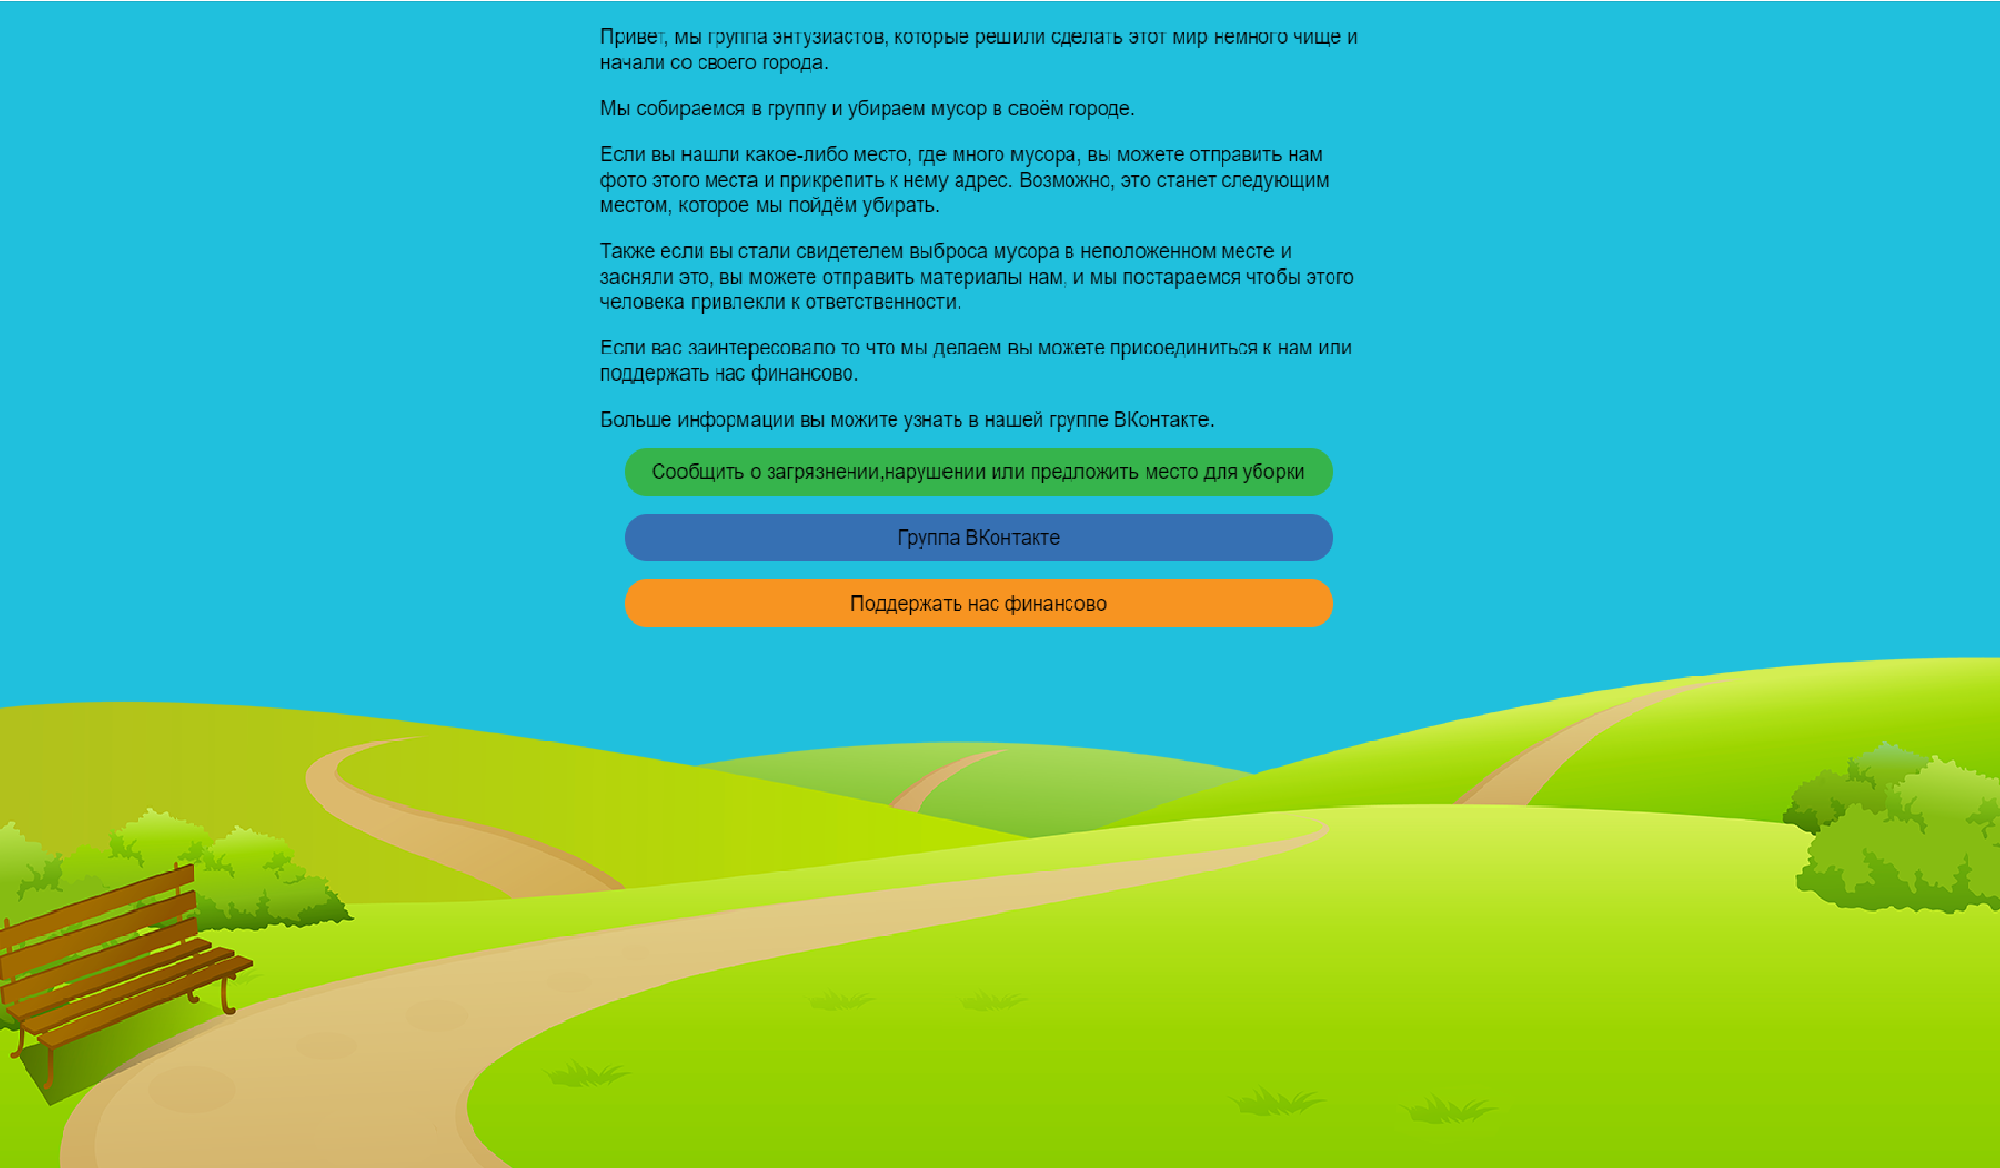 Привет, мы группа энтузиастов, которые решили сделать этот мир немного чище и
начали со своего города.
Мы собираемся в группу и убираем мусор в своём городе.
Если вы нашли какое-либо место, где много мусора, вы можете отправить нам
фото этого места и прикрепить к нему адрес. Возможно, это станет следующим
местом, которое мы пойдём убирать.
Также если вы стали свидетелем выброса мусора в неположенном месте и
засняли это, вы можете отправить материалы нам, и мы постараемся чтобы этого
человека привлекли к ответственности.
Если вас заинтересовало то что мы делаем вы можете присоединиться к нам или
поддержать нас финансово.
Больше информации вы можите узнать в нашей группе ВКонтакте.
Сообщить о загрязнении,нарушении или предложить место для уборки
Группа ВКонтакте
Поддержать нас финансово